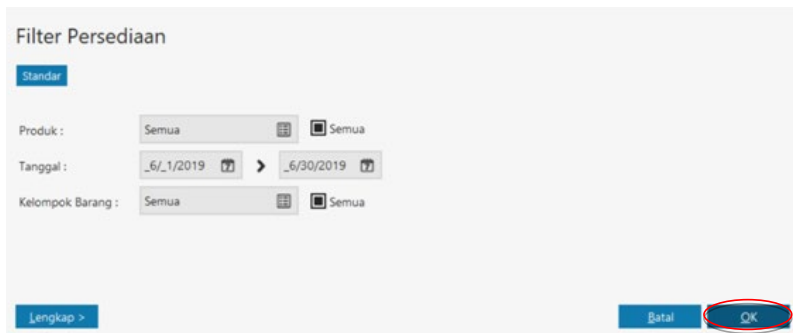 Filter Persediaan
Standar
Produk : Semua Semua
Tanggal : _6/_1/2019 > _6/30/2019
Kelompok Barang : Semua Semua
Lengkap > Batal OK